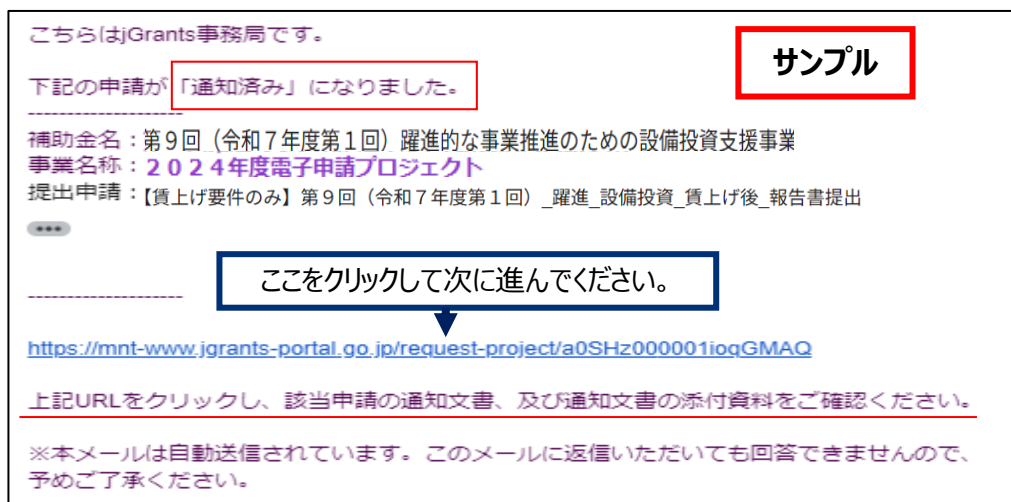 こちらはjGrants事務局です。
サンプル
下記の申請が「通知済み」になりました。
--------------------
補助金名：第９回（令和７年度第１回）躍進的な事業推進のための設備投資支援事業
事業名称：２０２４年度電子申請プロジェクト
提出申請：【賃上げ要件のみ】第９回（令和７年度第１回）_躍進_設備投資_賃上げ後_報告書提出
•••
ここをクリックして次に進んでください。
--------------------
https://mnt-www.jgrants-portal.go.jp/request-project/a0SHz000001ioqGMAQ
上記URLをクリックし、該当申請の通知文書、及び通知文書の添付資料をご確認ください。
※本メールは自動送信されています。このメールに返信いただいても回答できませんので、
予めご了承ください。